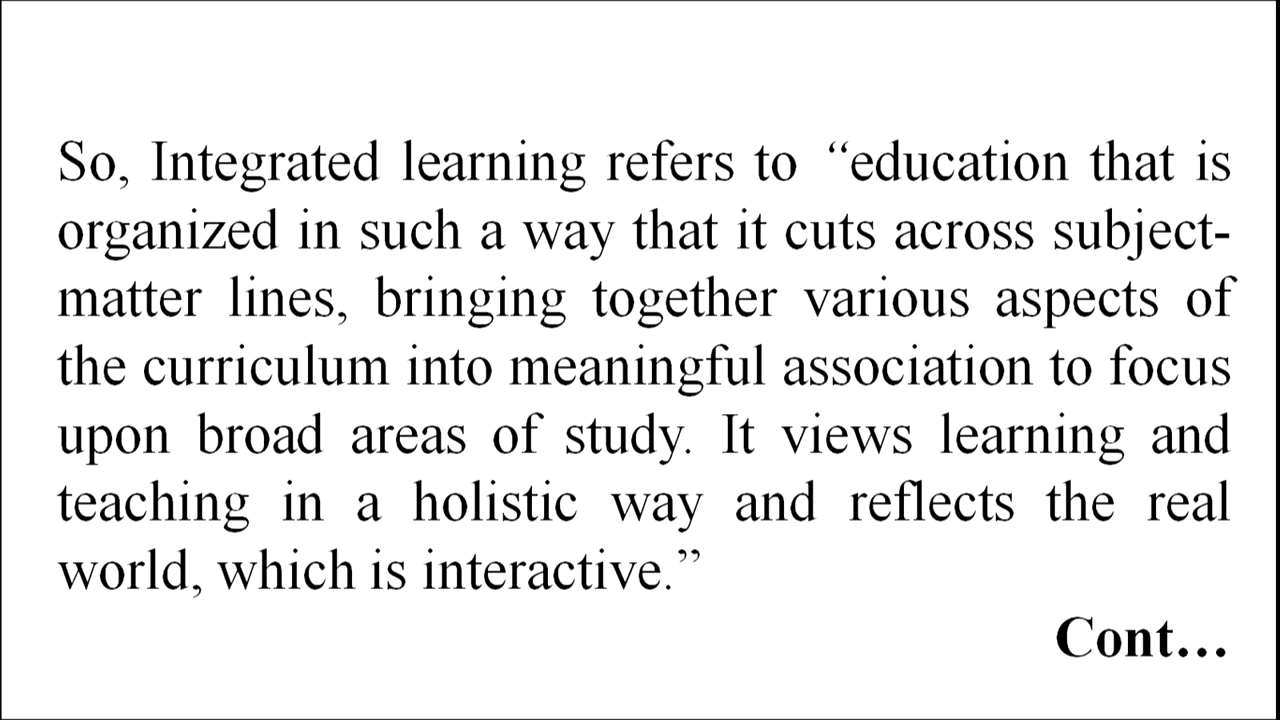 So, Integrated learning refers to “education that is
organized in such a way that it cuts across subject-
matter lines, bringing together various aspects of
the curriculum into meaningful association to focus
upon broad areas of study. It views learning and
teaching in a holistic way and reflects the real
world, which is interactive.”
Cont…